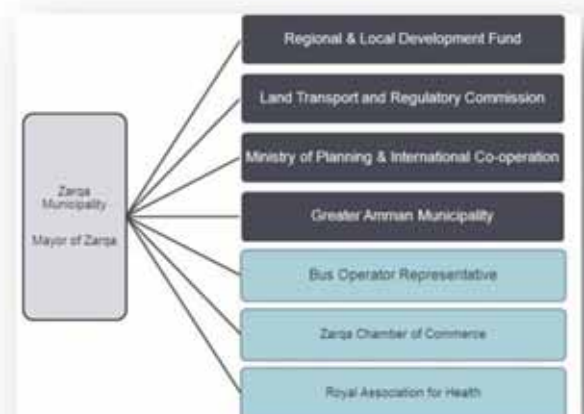 Zarqa
Municipality
Mayor of Zarqa
Regional & Local Development Fund
Land Transport and Regulatory Commission
Ministry of Planning & International Co-operation
Greater Amman Municipality
Bus Operator Representative
Zarqa Chamber of Commerce
Royal Association for Health